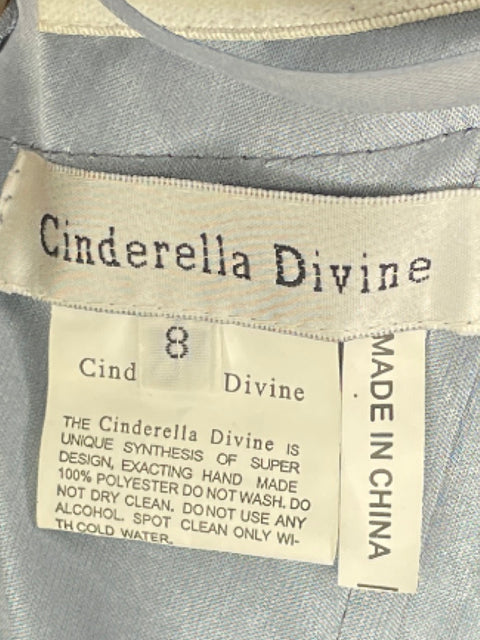 Cinderella Divine
8
Cind Divine
THE Cinderella Divine IS
UNIQUE SYNTHESIS OF SUPER
DESIGN, EXACTING HAND MADE
100% POLYESTER DO NOT WASH. DO
NOT DRY CLEAN. DO NOT USE ANY
ALCOHOL. SPOT CLEAN ONLY WI-
TH COLD WATER.
MADE IN CHINA